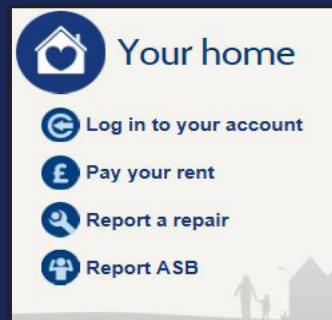 Your home
Log in to your account
£ Pay your rent
Report a repair
Report ASB